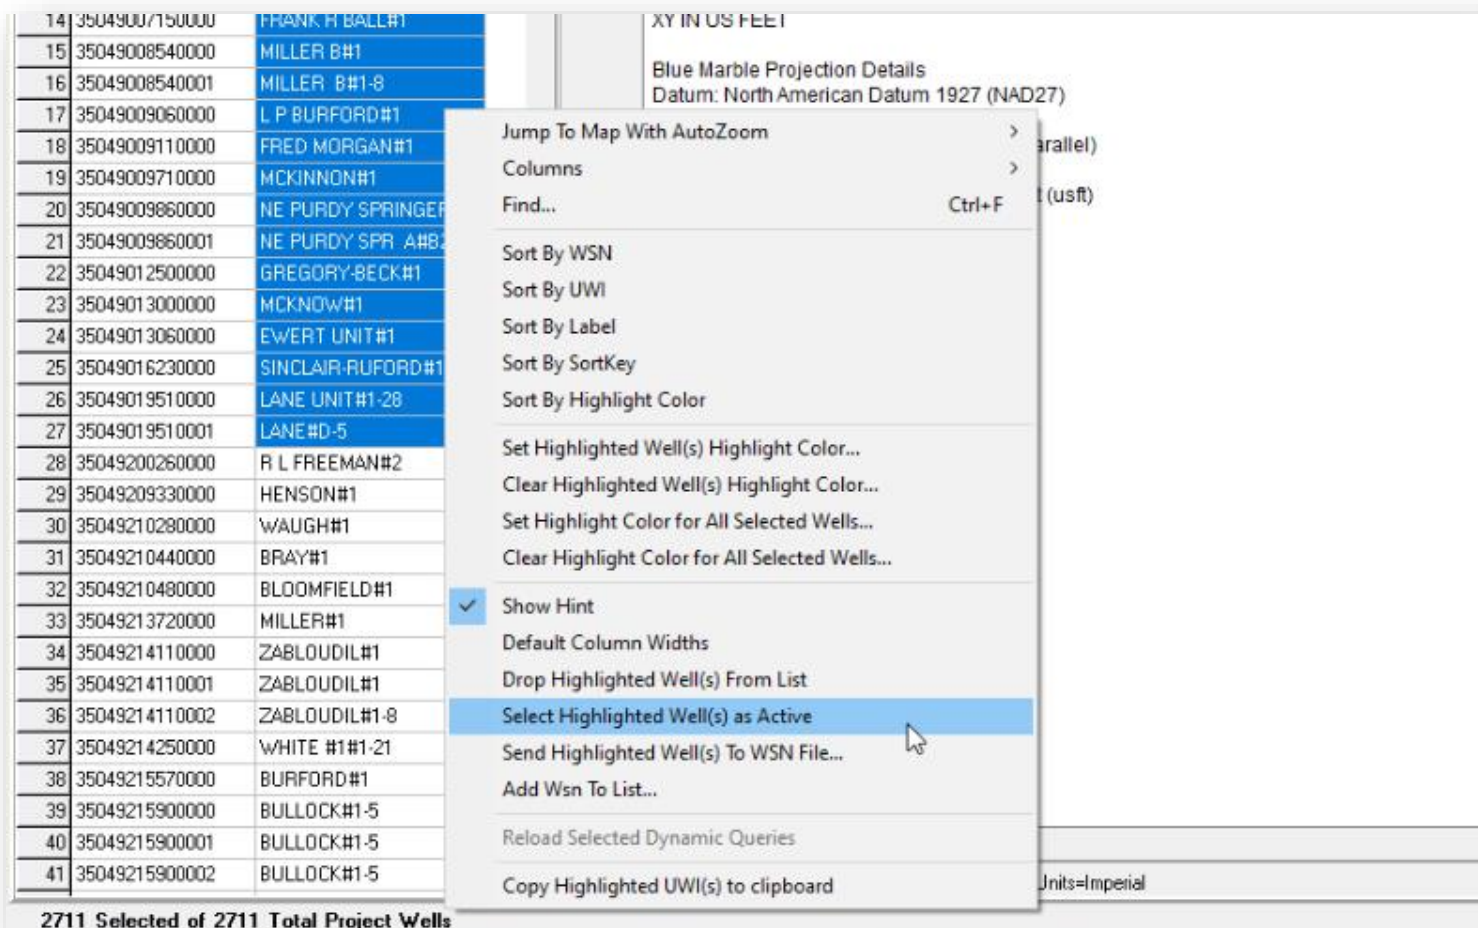 14 35049007150000 FRANK R BALL#1
15 35049008540000 MILLER B#1
16 35049008540001 MILLER B#1-8
17 35049009060000 L P BURFORD#1
18 35049009110000 FRED MORGAN#1
19 35049009710000 MCKINNON#1
20 35049009860000 NE PURDY SPRINGER
21 35049009860001 NE PURDY SPR A#B2
22 35049012500000 GREGORY-BECK#1
23 35049013000000 MCKNOW#1
24 35049013060000 EWERT UNIT#1
25 35049016230000 SINCLAIR-RUFORD#1
26 35049019510000 LANE UNIT#1-28
27 35049019510001 LANE#D-5
28 35049200260000 R L FREEMAN#2
29 35049209330000 HENSON#1
30 35049210280000 WAUGH#1
31 35049210440000 BRAY#1
32 35049210480000 BLOOMFIELD#1
33 35049213720000 MILLER#1
34 35049214110000 ZABLOUDIL#1
35 35049214110001 ZABLOUDIL#1
36 35049214110002 ZABLOUDIL#1-8
37 35049214250000 WHITE #1#1-21
38 35049215570000 BURFORD#1
39 35049215900000 BULLOCK#1-5
40 35049215900001 BULLOCK#1-5
41 35049215900002 BULLOCK#1-5
2711 Selected of 2711 Total Project Wells
XY IN US FEET
Blue Marble Projection Details
Datum: North American Datum 1927 (NAD27)
arallel)
(usft)
Jump To Map With AutoZoom >
Columns >
Find... Ctrl+F
Sort By WSN
Sort By UWI
Sort By Label
Sort By SortKey
Sort By Highlight Color
Set Highlighted Well(s) Highlight Color...
Clear Highlighted Well(s) Highlight Color...
Set Highlight Color for All Selected Wells...
Clear Highlight Color for All Selected Wells...
Show Hint
Default Column Widths
Drop Highlighted Well(s) From List
Select Highlighted Well(s) as Active
Send Highlighted Well(s) To WSN File...
Add Wsn To List...
Reload Selected Dynamic Queries
Copy Highlighted UWI(s) to clipboard
Units=Imperial